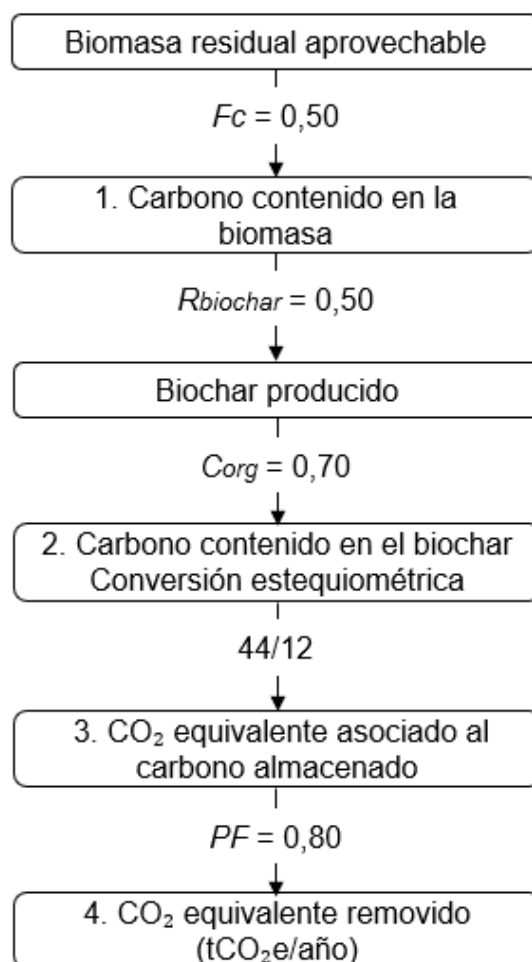 Biomasa residual aprovechable
Fc = 0,50
1. Carbono contenido en la
biomasa
Rbiochar = 0,50
Biochar producido
Corg = 0,70
2. Carbono contenido en el biochar
Conversión estequiométrica
44/12
3. CO₂ equivalente asociado al
carbono almacenado
PF = 0,80
4. CO₂ equivalente removido
(tCO₂e/año)